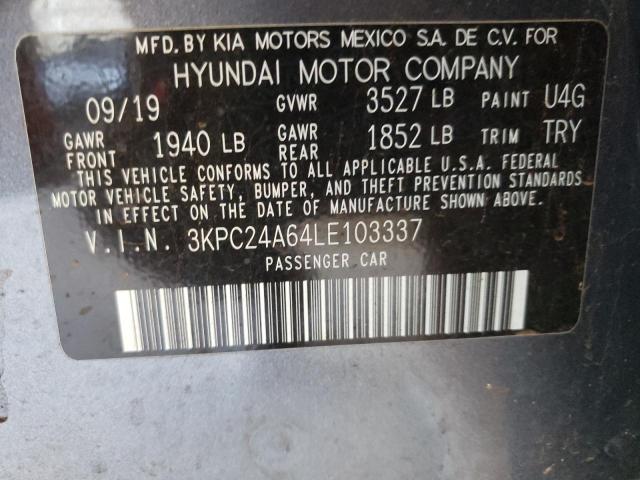 MFD. BY KIA MOTORS MEXICO S.A. DE C.V. FOR
HYUNDAI MOTOR COMPANY
09/19 GVWR 3527 LB PAINT U4G
GAWR FRONT 1940 LB GAWR REAR 1852 LB TRIM TRY
THIS VEHICLE CONFORMS TO ALL APPLICABLE U.S.A. FEDERAL
MOTOR VEHICLE SAFETY, BUMPER, AND THEFT PREVENTION STANDARDS
IN EFFECT ON THE DATE OF MANUFACTURE SHOWN ABOVE.
V.I.N. 3KPC24A64LE103337
PASSENGER CAR